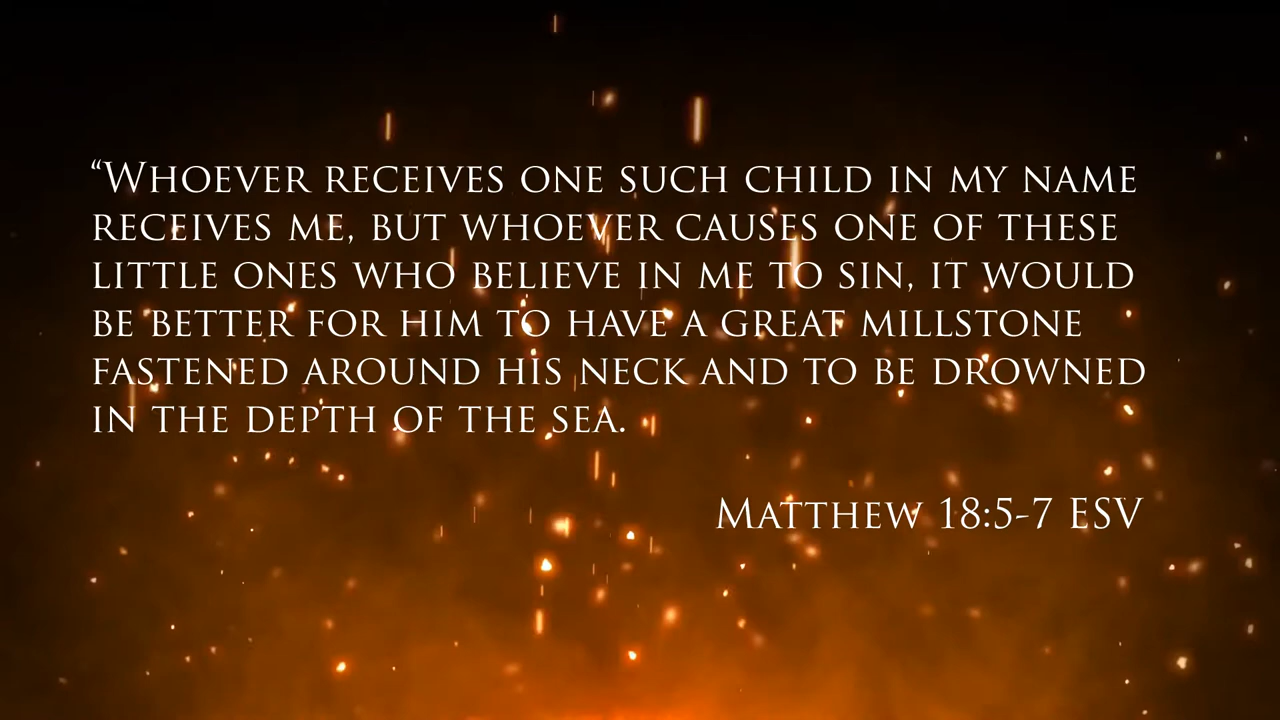 “Whoever receives one such child in my name
receives me, but whoever causes one of these
little ones who believe in me to sin, it would
be better for him to have a great millstone
fastened around his neck and to be drowned
in the depth of the sea.
Matthew 18:5-7 ESV